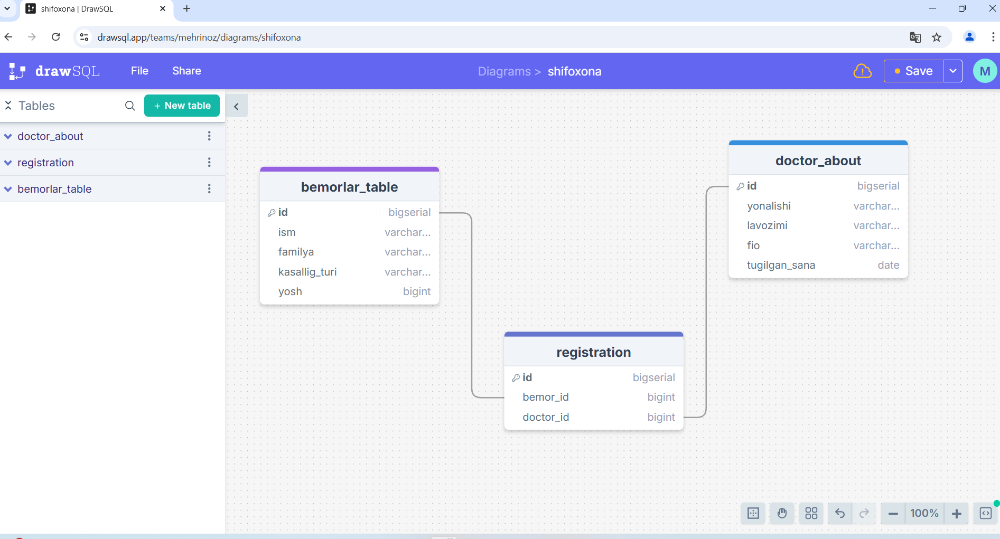 shifoxona | DrawSQL
drawsql.app/teams/mehrinoz/diagrams/shifoxona
drawSQL
File
Share
Diagrams > shifoxona
Save
M
Tables
+ New table
doctor_about
registration
bemorlar_table
bemorlar_table
id bigserial
ism varchar...
familya varchar...
kasallig_turi varchar...
yosh bigint
doctor_about
id bigserial
yonalishi varchar...
lavozimi varchar...
fio varchar...
tugilgan_sana date
registration
id bigserial
bemor_id bigint
doctor_id bigint
100%